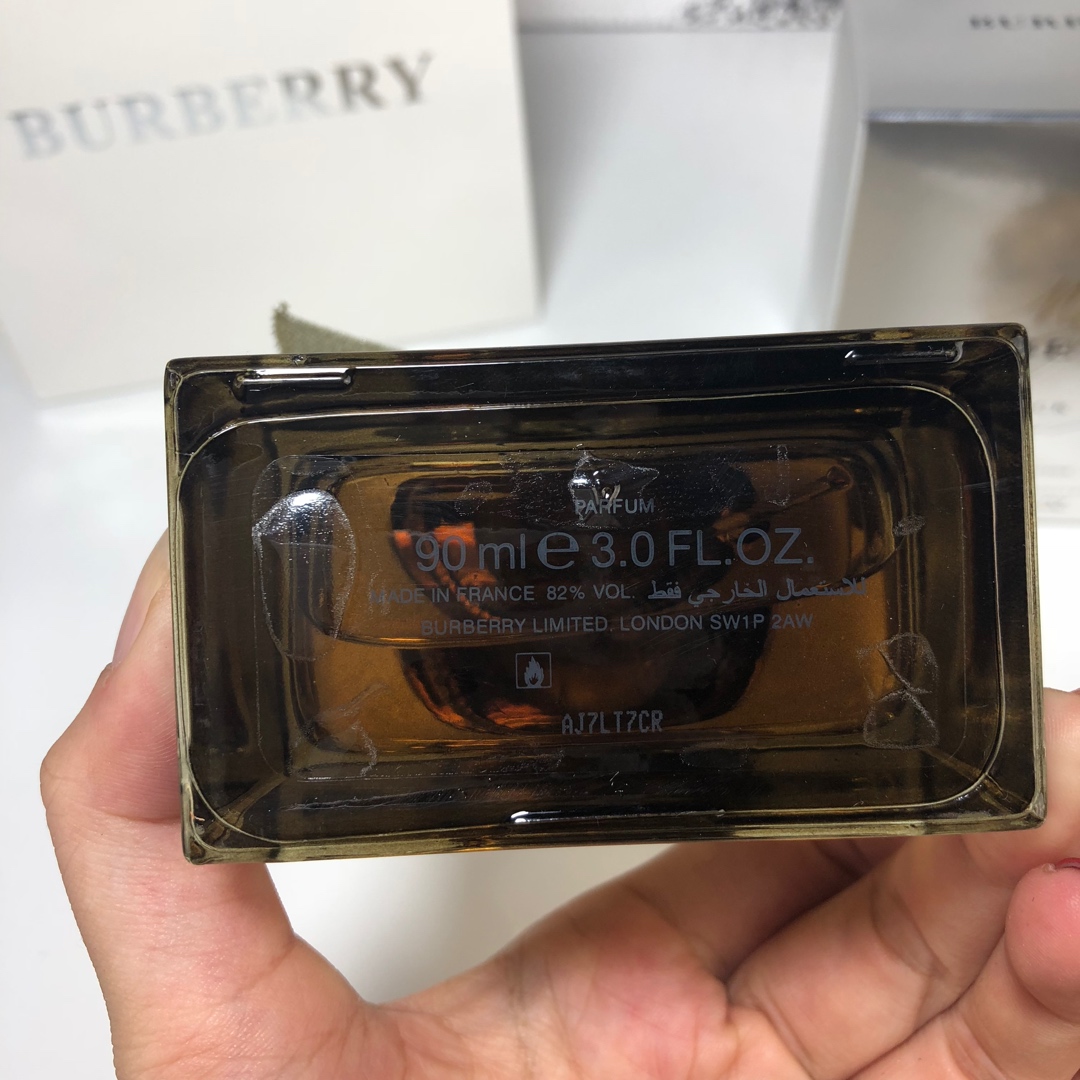 BURBERRY
PARFUM
90 ml ℮ 3.0 FL.OZ.
MADE IN FRANCE 82% VOL. للاستعمال الخارجي فقط
BURBERRY LIMITED, LONDON SW1P 2AW
AJ7LT7CR